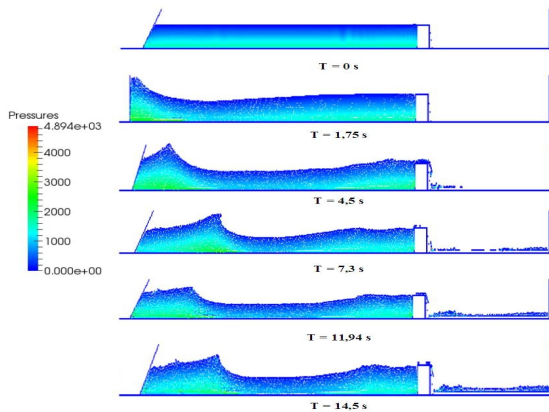 T = 0 s
T = 1,75 s
Pressures
4.894e+03
4000
3000
2000
1000
0.000e+00
T = 4,5 s
T = 7,3 s
T = 11,94 s
T = 14,5 s